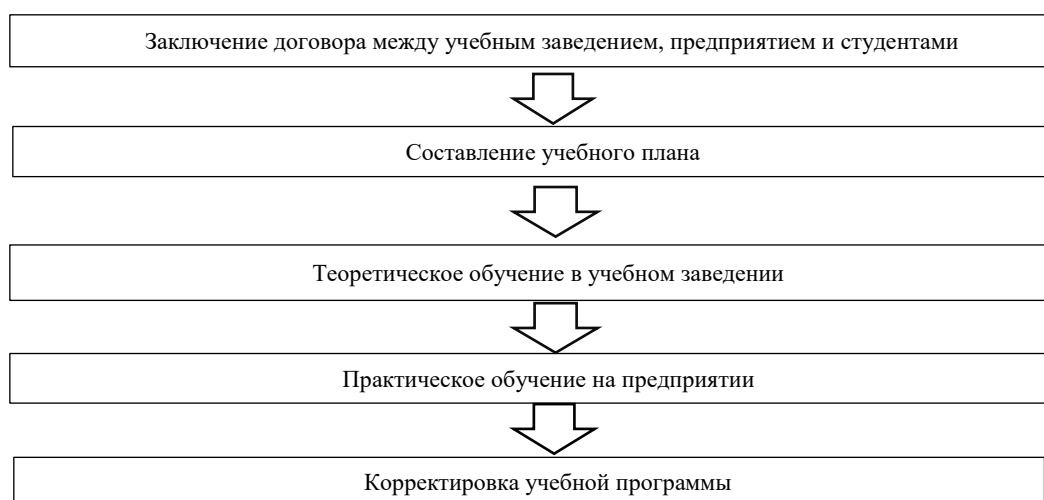 Заключение договора между учебным заведением, предприятием и студентами
Составление учебного плана
Теоретическое обучение в учебном заведении
Практическое обучение на предприятии
Корректировка учебной программы